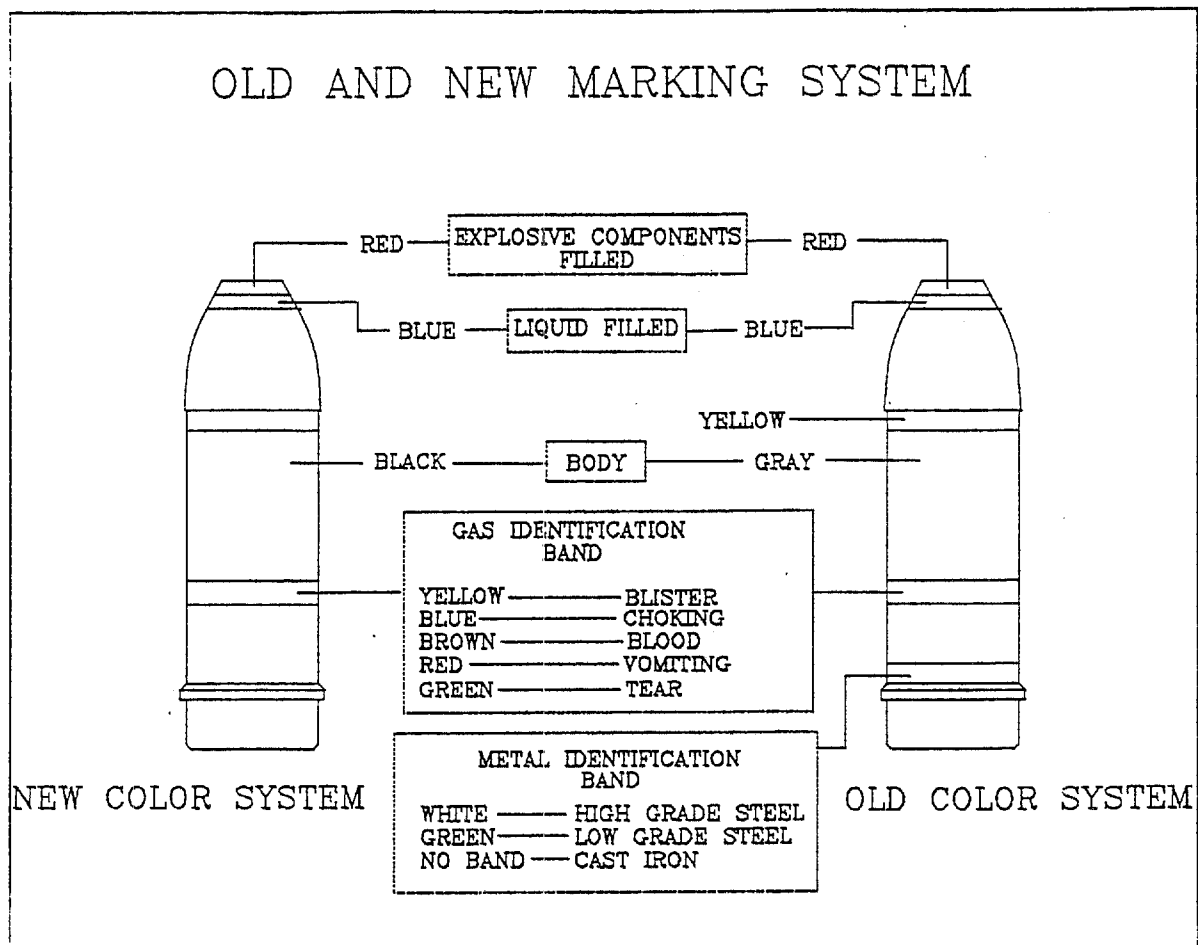 OLD AND NEW MARKING SYSTEM
RED
EXPLOSIVE COMPONENTS
FILLED
RED
BLUE
LIQUID FILLED
BLUE
YELLOW
BLACK
BODY
GRAY
GAS IDENTIFICATION
BAND
YELLOW BLISTER
BLUE CHOKING
BROWN BLOOD
RED VOMITING
GREEN TEAR
METAL IDENTIFICATION
BAND
WHITE HIGH GRADE STEEL
GREEN LOW GRADE STEEL
NO BAND CAST IRON
NEW COLOR SYSTEM
OLD COLOR SYSTEM